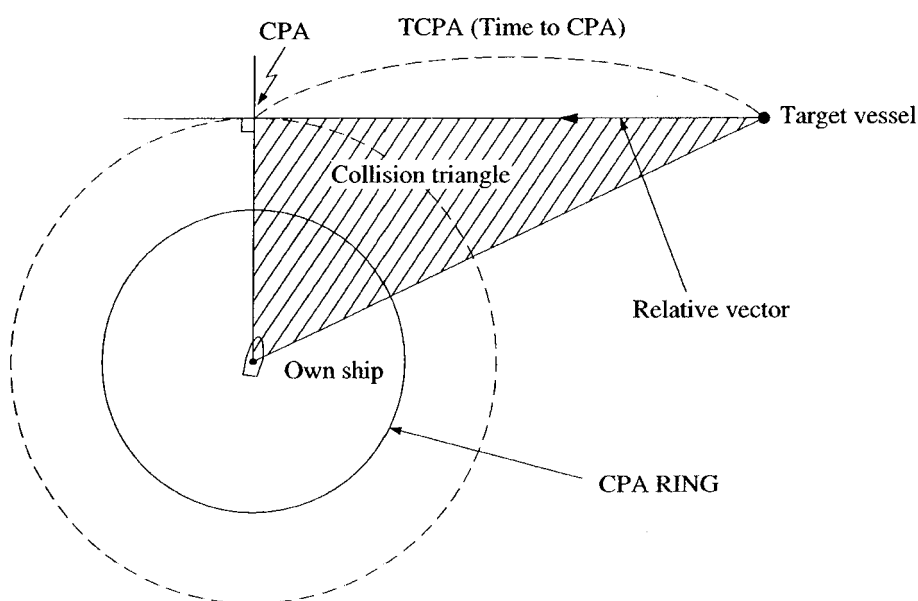 CPA
TCPA (Time to CPA)
Target vessel
Collision triangle
Relative vector
Own ship
CPA RING